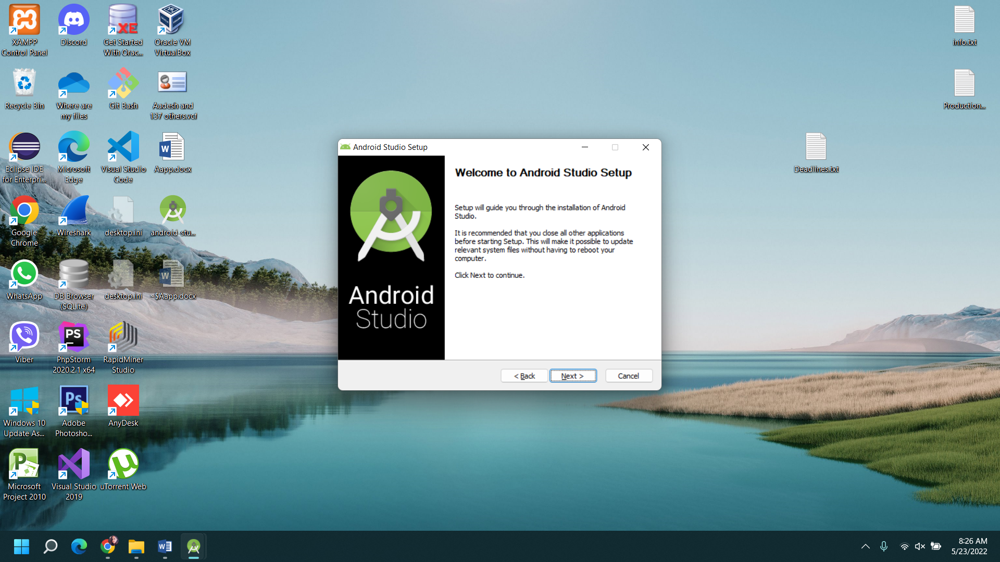 XAMPP
Control Panel
Discord
Get Started
With Orac...
Oracle VM
VirtualBox
Recycle Bin
Where are
my files
Git Bash
Aadesh and
137 others.vcf
Eclipse IDE
for Enterpri...
Microsoft
Edge
Visual Studio
Code
Aapp.docx
Google
Chrome
Wireshark
desktop.ini
android-stu...
WhatsApp
DB Browser
(SQLite)
desktop.ini
~$Aapp.docx
Viber
PhpStorm
2020.2.1 x64
RapidMiner
Studio
Windows 10
Update As...
Adobe
Photosho...
AnyDesk
Microsoft
Project 2010
Visual Studio
2019
uTorrent Web
info.txt
Production...
Deadlines.txt
Android Studio Setup
Android
Studio
Welcome to Android Studio Setup
Setup will guide you through the installation of Android
Studio.
It is recommended that you close all other applications
before starting Setup. This will make it possible to update
relevant system files without having to reboot your
computer.
Click Next to continue.
< Back
Next >
Cancel
8:26 AM
5/23/2022